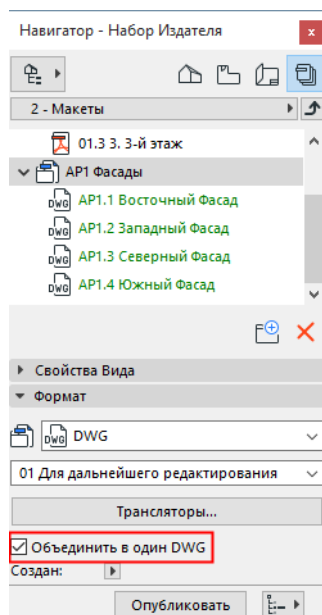 Навигатор - Набор Издателя
2 - Макеты
01.3 3. 3-й этаж
АР1 Фасады
DWG АР1.1 Восточный Фасад
DWG АР1.2 Западный Фасад
DWG АР1.3 Северный Фасад
DWG АР1.4 Южный Фасад
Свойства Вида
Формат
DWG DWG
01 Для дальнейшего редактирования
Трансляторы...
Объединить в один DWG
Создан:
Опубликовать